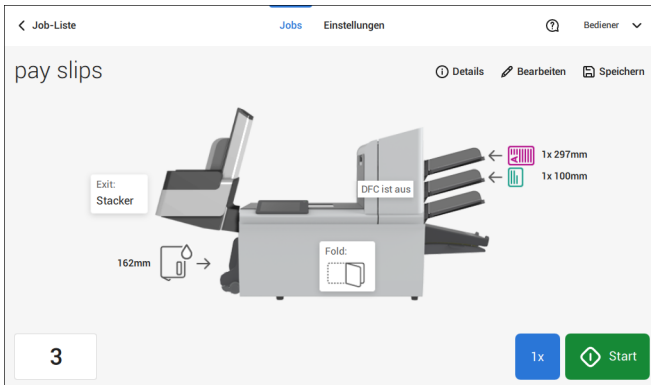 Job-Liste
Jobs
Einstellungen
Bediener
pay slips
Details
Bearbeiten
Speichern
1x 297mm
1x 100mm
DFC ist aus
Exit:
Stacker
162mm
Fold:
3
1x
Start